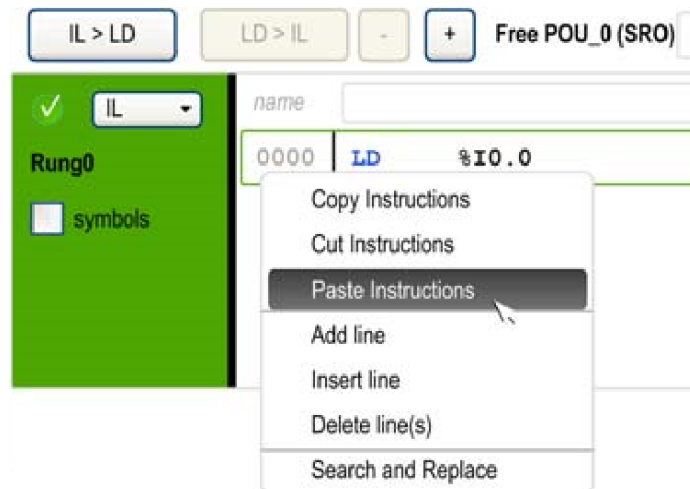 IL > LD LD > IL - + Free POU_0 (SRO)
IL name
0000 LD %I0.0
Rung0
symbols
Copy Instructions
Cut Instructions
Paste Instructions
Add line
Insert line
Delete line(s)
Search and Replace